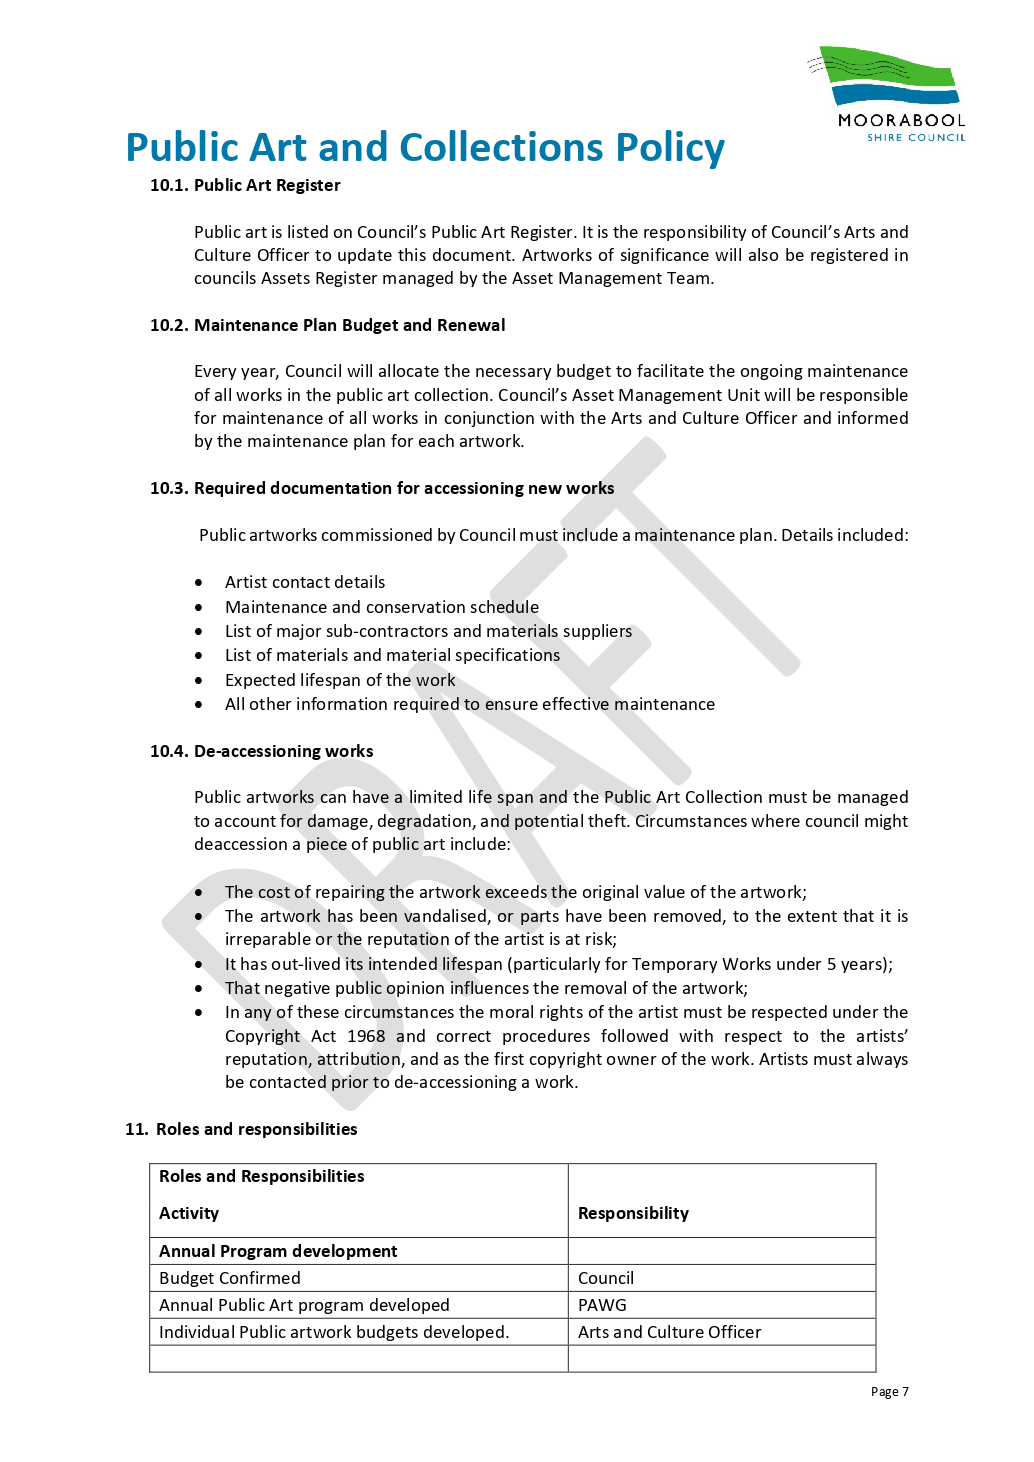 MOORABOOL
SHIRE COUNCIL
Public Art and Collections Policy
10.1. Public Art Register
Public art is listed on Council’s Public Art Register. It is the responsibility of Council’s Arts and
Culture Officer to update this document. Artworks of significance will also be registered in
councils Assets Register managed by the Asset Management Team.
10.2. Maintenance Plan Budget and Renewal
Every year, Council will allocate the necessary budget to facilitate the ongoing maintenance
of all works in the public art collection. Council’s Asset Management Unit will be responsible
for maintenance of all works in conjunction with the Arts and Culture Officer and informed
by the maintenance plan for each artwork.
10.3. Required documentation for accessioning new works
Public artworks commissioned by Council must include a maintenance plan. Details included:
• Artist contact details
• Maintenance and conservation schedule
• List of major sub-contractors and materials suppliers
• List of materials and material specifications
• Expected lifespan of the work
• All other information required to ensure effective maintenance
10.4. De-accessioning works
Public artworks can have a limited life span and the Public Art Collection must be managed
to account for damage, degradation, and potential theft. Circumstances where council might
deaccession a piece of public art include:
• The cost of repairing the artwork exceeds the original value of the artwork;
• The artwork has been vandalised, or parts have been removed, to the extent that it is
irreparable or the reputation of the artist is at risk;
• It has out-lived its intended lifespan (particularly for Temporary Works under 5 years);
• That negative public opinion influences the removal of the artwork;
• In any of these circumstances the moral rights of the artist must be respected under the
Copyright Act 1968 and correct procedures followed with respect to the artists’
reputation, attribution, and as the first copyright owner of the work. Artists must always
be contacted prior to de-accessioning a work.
DRAFT
11. Roles and responsibilities
Roles and Responsibilities
Activity Responsibility
Annual Program development
Budget Confirmed Council
Annual Public Art program developed PAWG
Individual Public artwork budgets developed. Arts and Culture Officer
Page 7